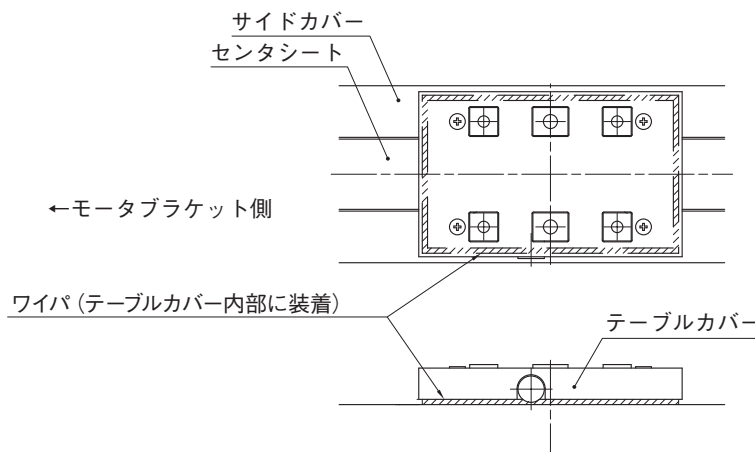 サイドカバー
センタシート
←モータブラケット側
ワイパ（テーブルカバー内部に装着）
テーブルカバー